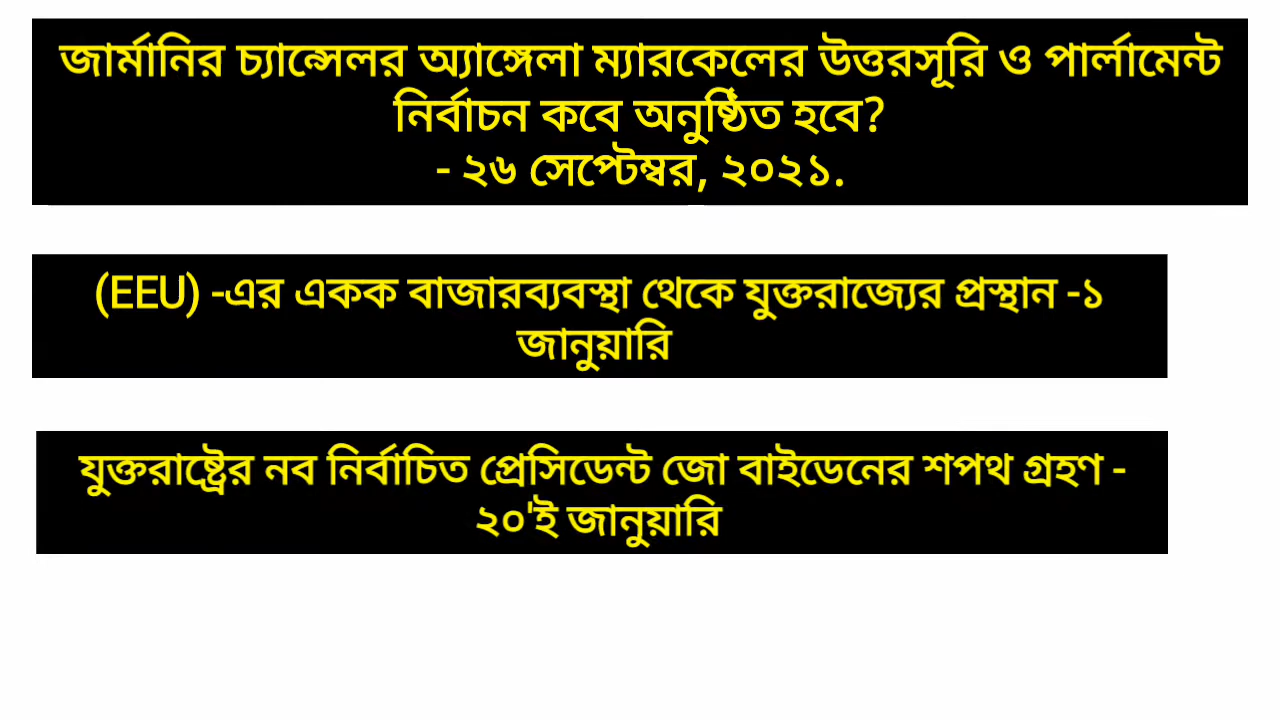 জার্মানির চ্যান্সেলর অ্যাঙ্গেলা ম্যারকেলের উত্তরসূরি ও পার্লামেন্ট
নির্বাচন কবে অনুষ্ঠিত হবে?
- ২৬ সেপ্টেম্বর, ২০২১.
(EEU) -এর একক বাজারব্যবস্থা থেকে যুক্তরাজ্যের প্রস্থান -১
জানুয়ারি
যুক্তরাষ্ট্রের নব নির্বাচিত প্রেসিডেন্ট জো বাইডেনের শপথ গ্রহণ -
২০'ই জানুয়ারি